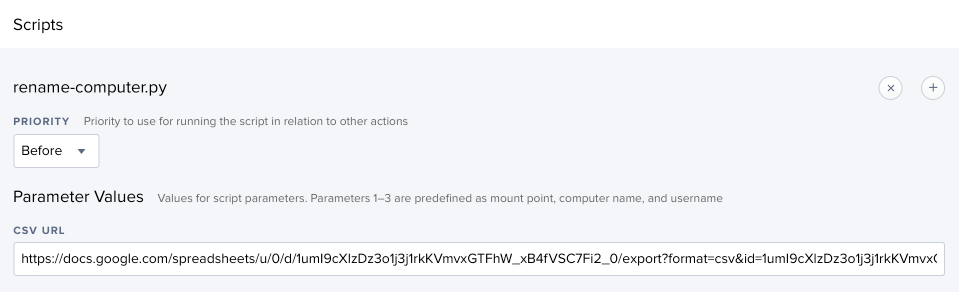 Scripts
rename-computer.py
PRIORITY Priority to use for running the script in relation to other actions
Before
Parameter Values Values for script parameters. Parameters 1–3 are predefined as mount point, computer name, and username
CSV URL
https://docs.google.com/spreadsheets/u/0/d/1umI9cXlzDz3o1j3j1rkKVmvxGTFhW_xB4fVSC7Fi2_0/export?format=csv&id=1umI9cXlzDz3o1j3j1rkKVmvxG